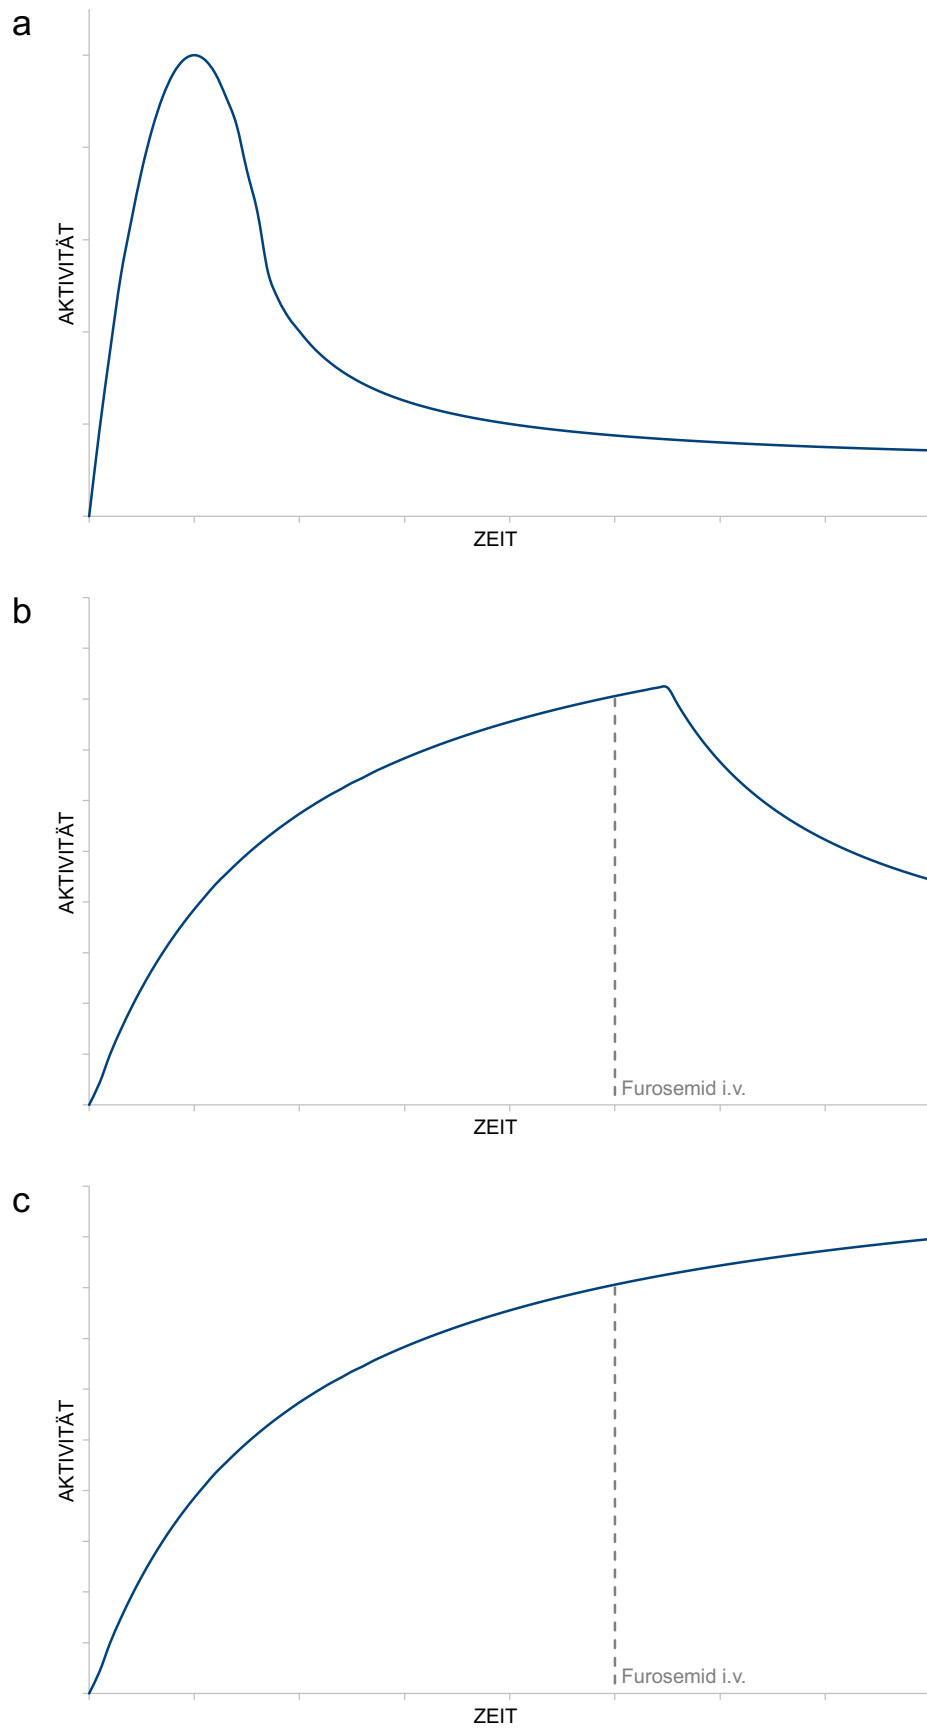 a
AKTIVITÄT
ZEIT
b
AKTIVITÄT
Furosemid i.v.
ZEIT
c
AKTIVITÄT
Furosemid i.v.
ZEIT